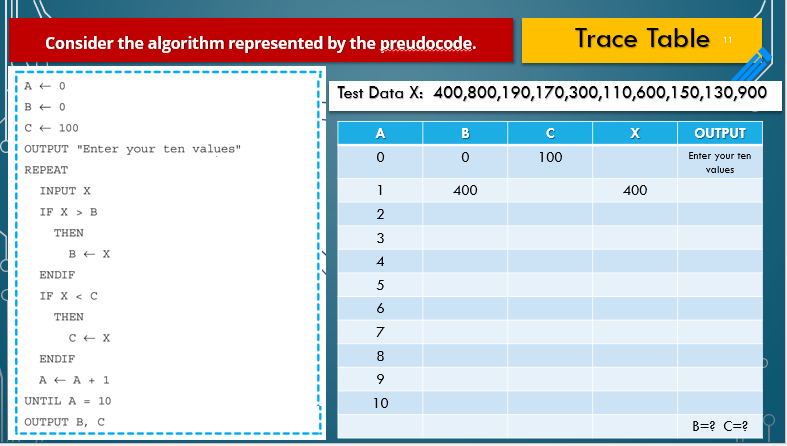 Consider the algorithm represented by the preudocode.
Trace Table
11
A ← 0
B ← 0
C ← 100
OUTPUT "Enter your ten values"
REPEAT
INPUT X
IF X > B
THEN
B ← X
ENDIF
IF X < C
THEN
C ← X
ENDIF
A ← A + 1
UNTIL A = 10
OUTPUT B, C
Test Data X: 400,800,190,170,300,110,600,150,130,900
A B C X OUTPUT
0 0 100 Enter your ten
values
1 400 400
2
3
4
5
6
7
8
9
10
B=? C=?